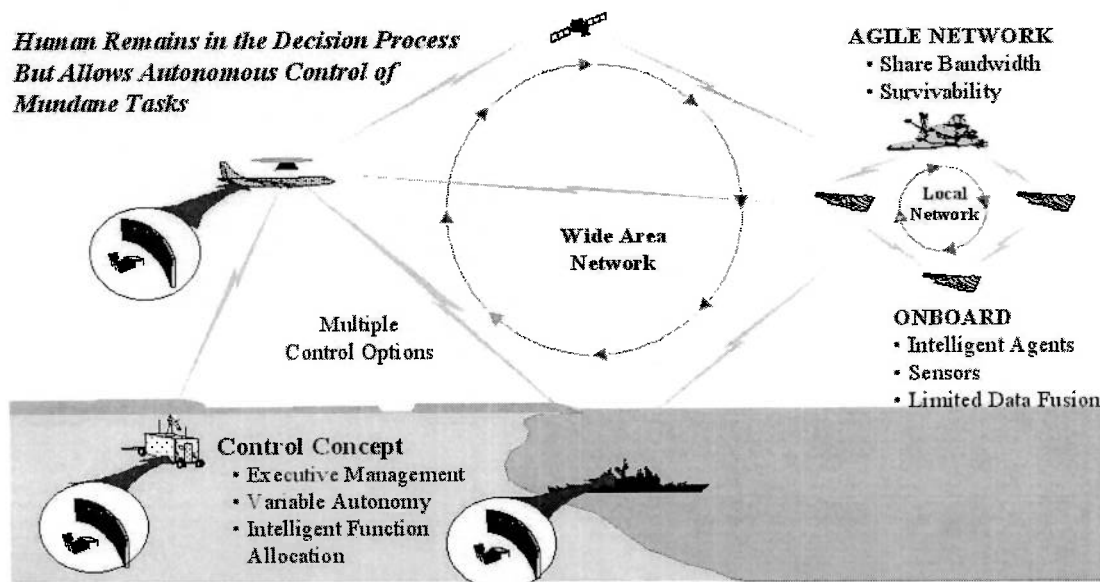 Human Remains in the Decision Process
But Allows Autonomous Control of
Mundane Tasks
AGILE NETWORK
• Share Bandwidth
• Survivability
Local
Network
Wide Area
Network
Multiple
Control Options
ONBOARD
• Intelligent Agents
• Sensors
• Limited Data Fusion
Control Concept
• Executive Management
• Variable Autonomy
• Intelligent Function
Allocation